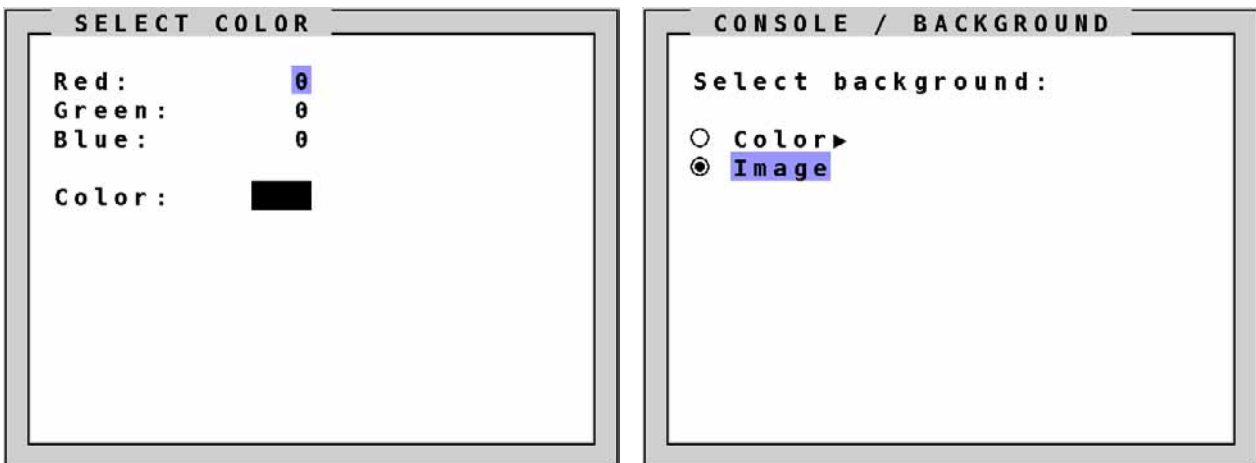 SELECT COLOR
Red: 0
Green: 0
Blue: 0
Color:
CONSOLE / BACKGROUND
Select background:
Color▶
Image